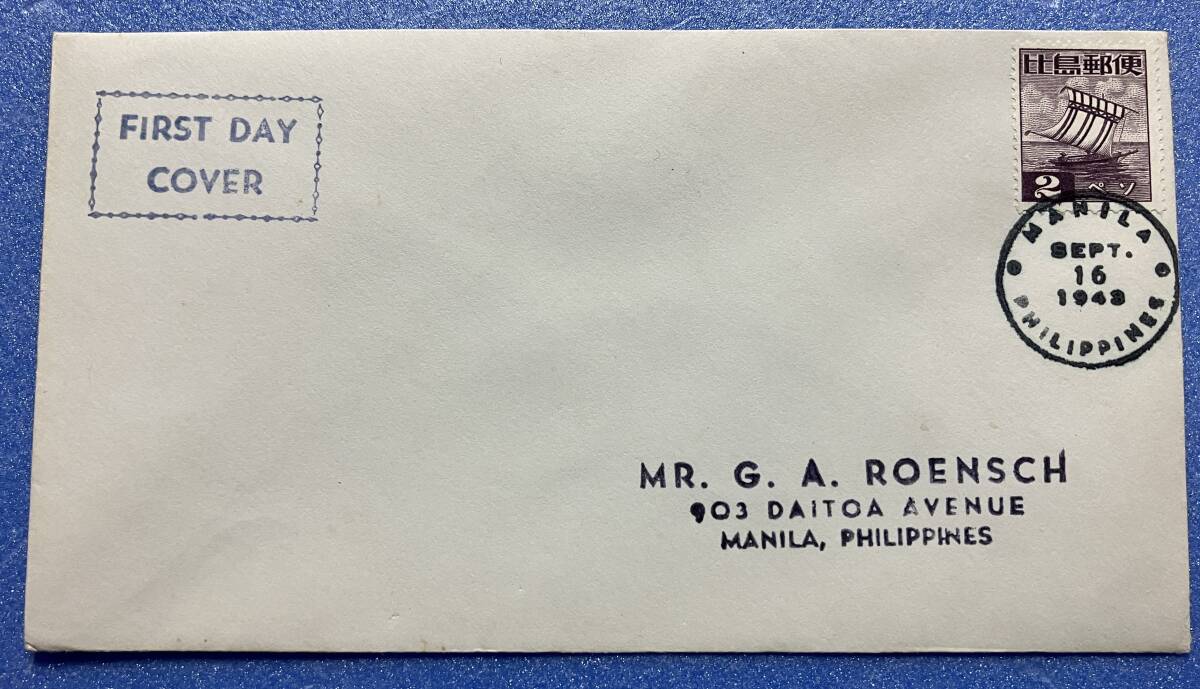 FIRST DAY
COVER
比島郵便
2 ペソ
MANILA
SEPT.
16
1943
PHILIPPINES
MR. G. A. ROENSCH
903 DAITOA AVENUE
MANILA, PHILIPPINES